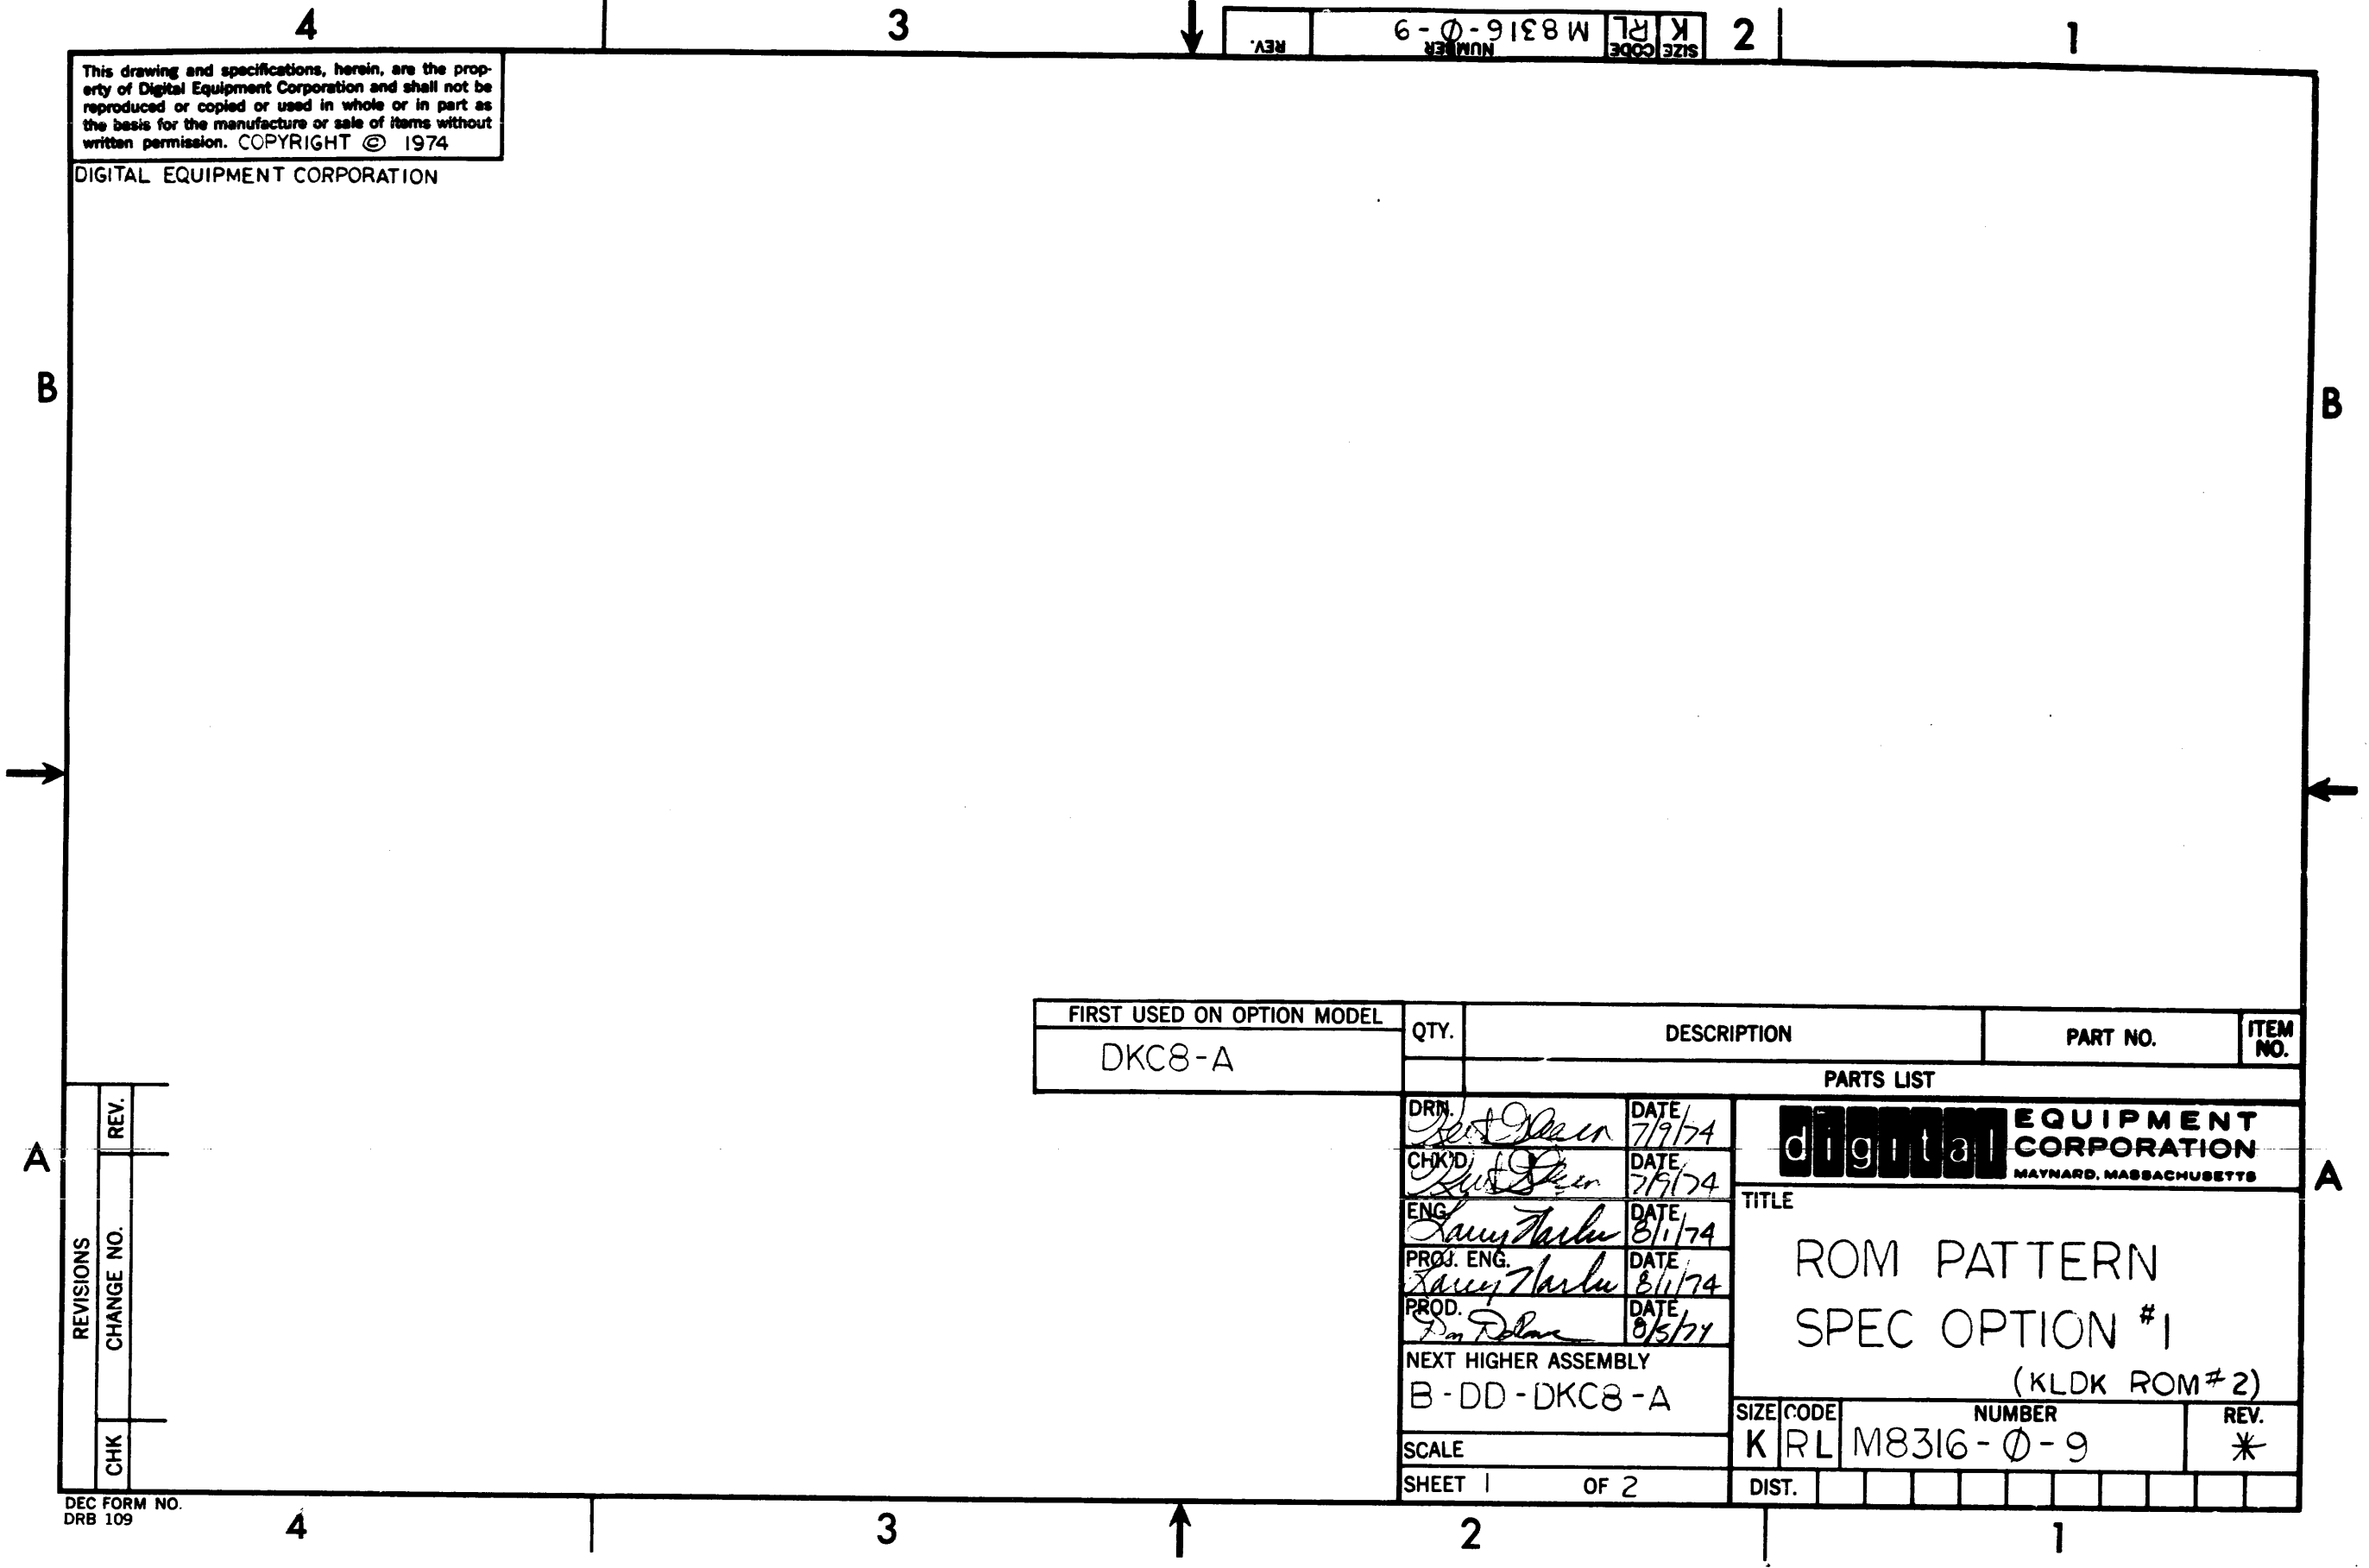 4 3 2 1
REV. NUMBER M8316-Ø-9 SIZE CODE K RL
This drawing and specifications, herein, are the prop-
erty of Digital Equipment Corporation and shall not be
reproduced or copied or used in whole or in part as
the basis for the manufacture or sale of items without
written permission. COPYRIGHT © 1974
DIGITAL EQUIPMENT CORPORATION
B B
FIRST USED ON OPTION MODEL
DKC8-A
QTY. DESCRIPTION PART NO. ITEM NO.
PARTS LIST
A A
REVISIONS
CHK CHANGE NO. REV.
DRN. DATE 7/9/74
CHK'D DATE 7/9/74
ENG. DATE 8/1/74
PROJ. ENG. DATE 8/1/74
PROD. DATE 8/5/74
digital EQUIPMENT
CORPORATION
MAYNARD, MASSACHUSETTS
TITLE
ROM PATTERN
SPEC OPTION #1
(KLDK ROM#2)
NEXT HIGHER ASSEMBLY
B-DD-DKC8-A
SCALE
SHEET 1 OF 2
SIZE CODE NUMBER REV.
K RL M8316-Ø-9 *
DIST.
DEC FORM NO.
DRB 109
4 3 2 1